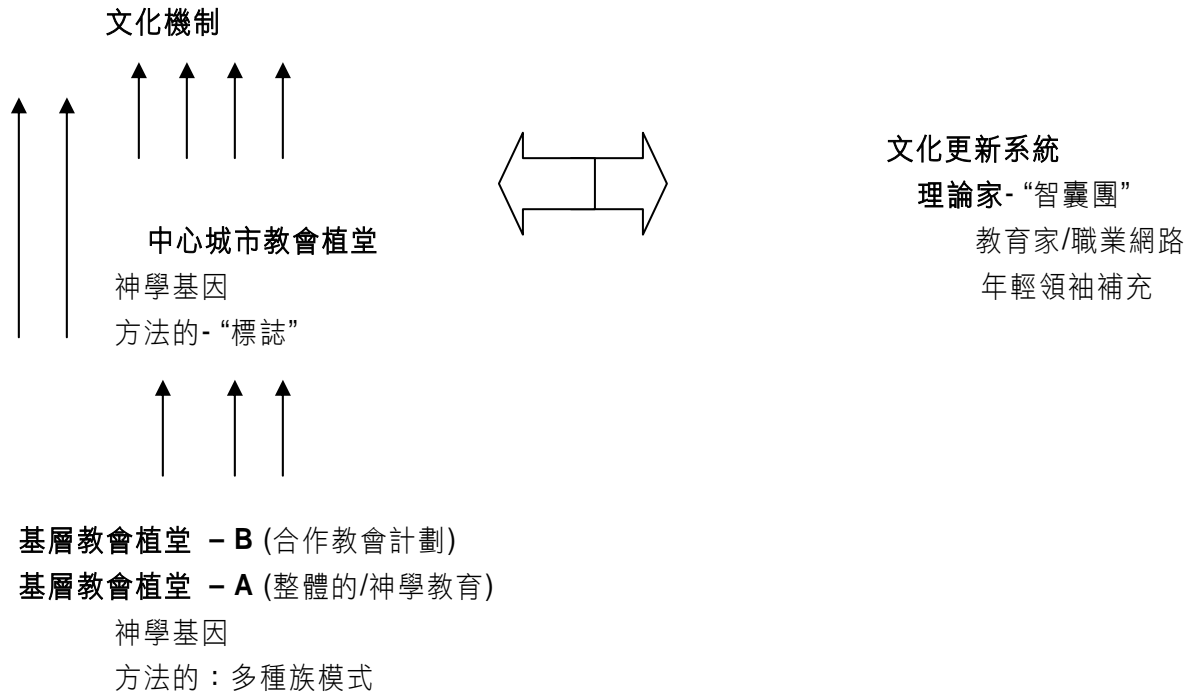 文化機制
文化更新系統
理論家- “智囊團”
教育家/職業網路
年輕領袖補充
中心城市教會植堂
神學基因
方法的- “標誌”
基層教會植堂 – B (合作教會計劃)
基層教會植堂 – A (整體的/神學教育)
神學基因
方法的：多種族模式